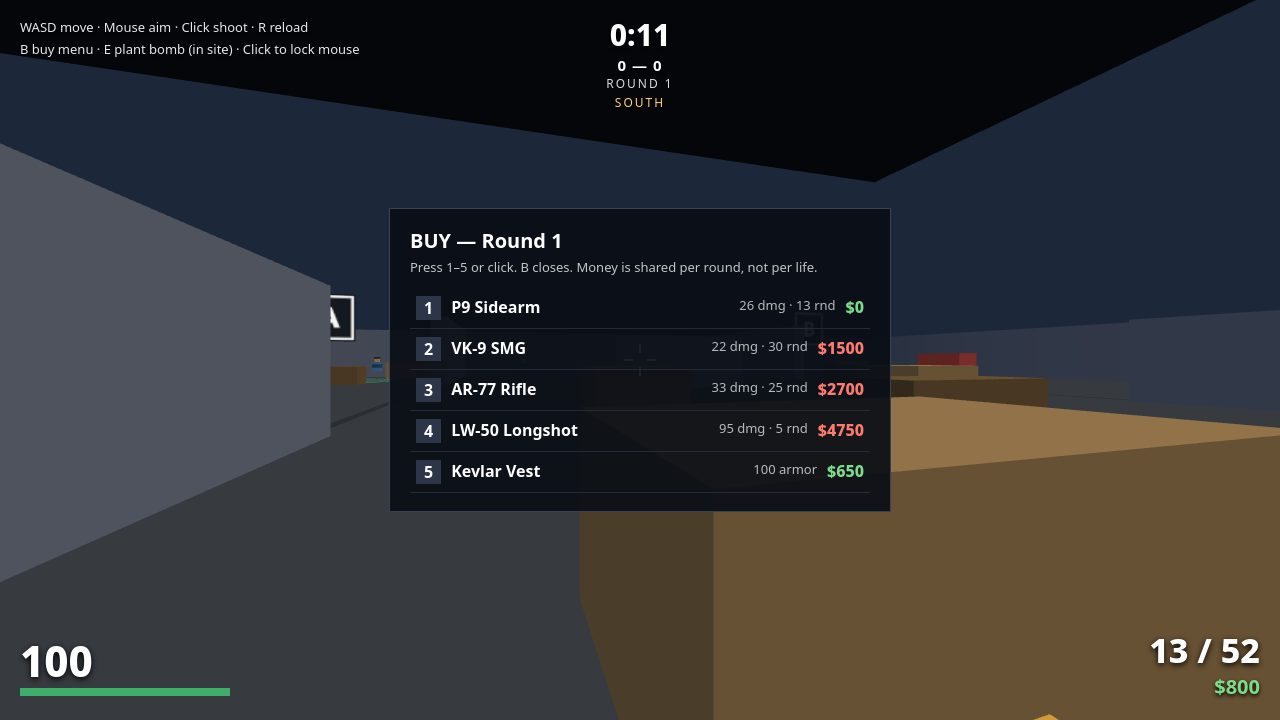 WASD move · Mouse aim · Click shoot · R reload
B buy menu · E plant bomb (in site) · Click to lock mouse
0:11
0 — 0
ROUND 1
SOUTH
A
BUY — Round 1
Press 1–5 or click. B closes. Money is shared per round, not per life.
1 P9 Sidearm 26 dmg · 13 rnd $0
B
2 VK-9 SMG 22 dmg · 30 rnd $1500
3 AR-77 Rifle 33 dmg · 25 rnd $2700
4 LW-50 Longshot 95 dmg · 5 rnd $4750
5 Kevlar Vest 100 armor $650
100
13 / 52
$800